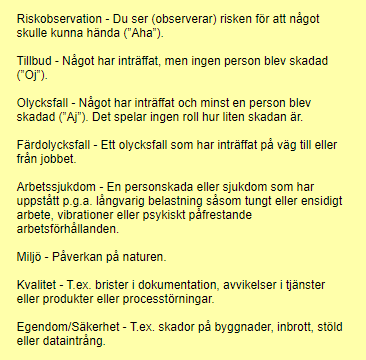 Riskobservation - Du ser (observerar) risken för att något
skulle kunna hända ("Aha").
Tillbud - Något har inträffat, men ingen person blev skadad
("Oj").
Olycksfall - Något har inträffat och minst en person blev
skadad ("Aj"). Det spelar ingen roll hur liten skadan är.
Färdolycksfall - Ett olycksfall som har inträffat på väg till eller
från jobbet.
Arbetssjukdom - En personskada eller sjukdom som har
uppstått p.g.a. långvarig belastning såsom tungt eller ensidigt
arbete, vibrationer eller psykiskt påfrestande
arbetsförhållanden.
Miljö - Påverkan på naturen.
Kvalitet - T.ex. brister i dokumentation, avvikelser i tjänster
eller produkter eller processtörningar.
Egendom/Säkerhet - T.ex. skador på byggnader, inbrott, stöld
eller dataintrång.